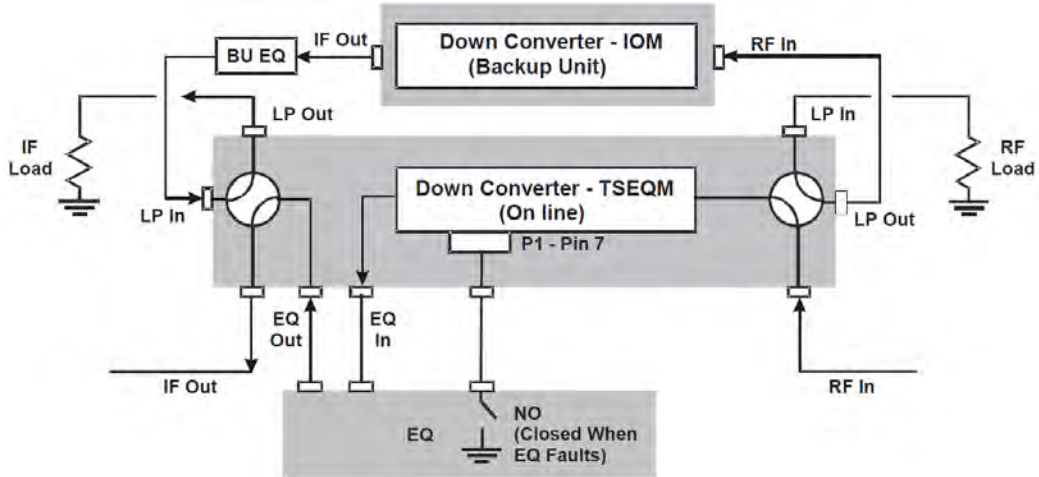 IF Out
BU EQ
Down Converter - IOM
(Backup Unit)
RF In
LP Out
LP In
IF
Load
RF
Load
LP In
Down Converter - TSEQM
(On line)
LP Out
P1 - Pin 7
EQ
Out
EQ
In
IF Out
RF In
EQ
NO
(Closed When
EQ Faults)